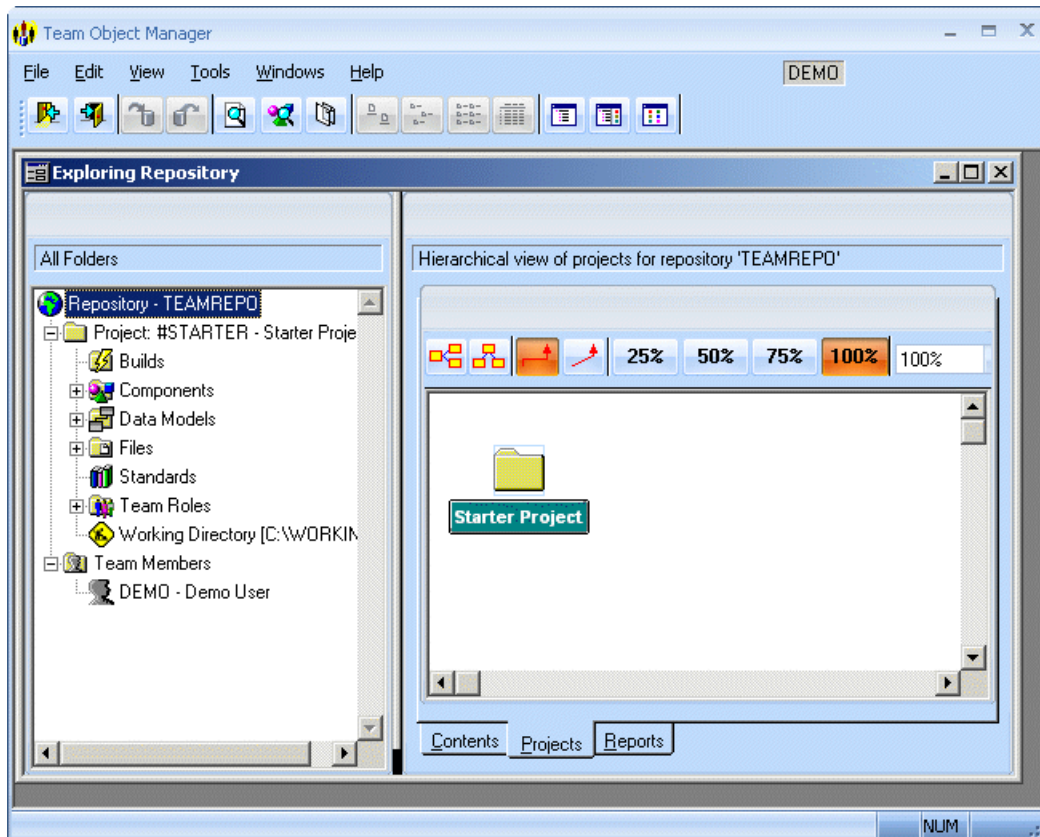 Team Object Manager
File Edit View Tools Windows Help DEMO
Exploring Repository
All Folders
Repository - TEAMREPO
Project: #STARTER - Starter Proje
Builds
Components
Data Models
Files
Standards
Team Roles
Working Directory [C:\WORKIN
Team Members
DEMO - Demo User
Hierarchical view of projects for repository 'TEAMREPO'
25% 50% 75% 100% 100%
Starter Project
Contents Projects Reports
NUM